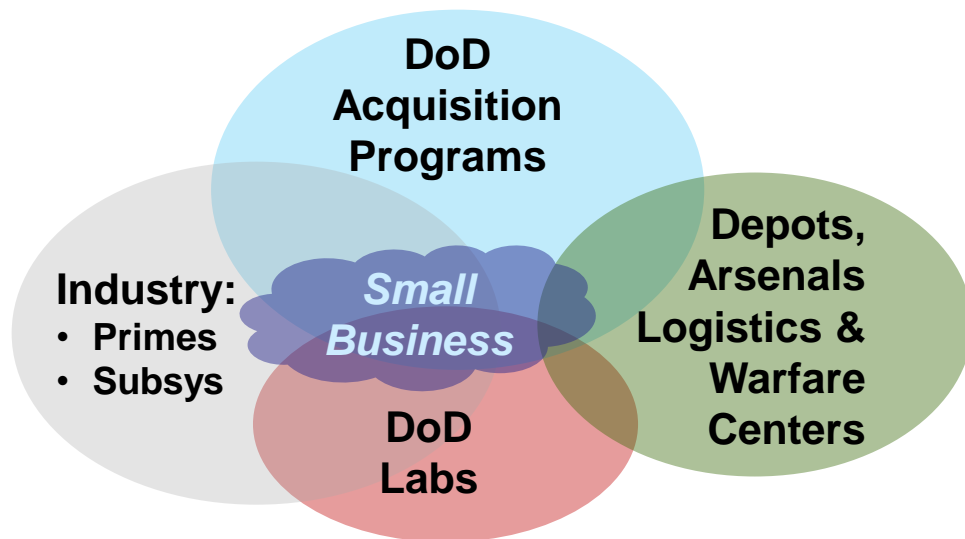 DoD
Acquisition
Programs
Industry:
• Primes
• Subsys
Small
Business
Depots,
Arsenals
Logistics &
Warfare
Centers
DoD
Labs